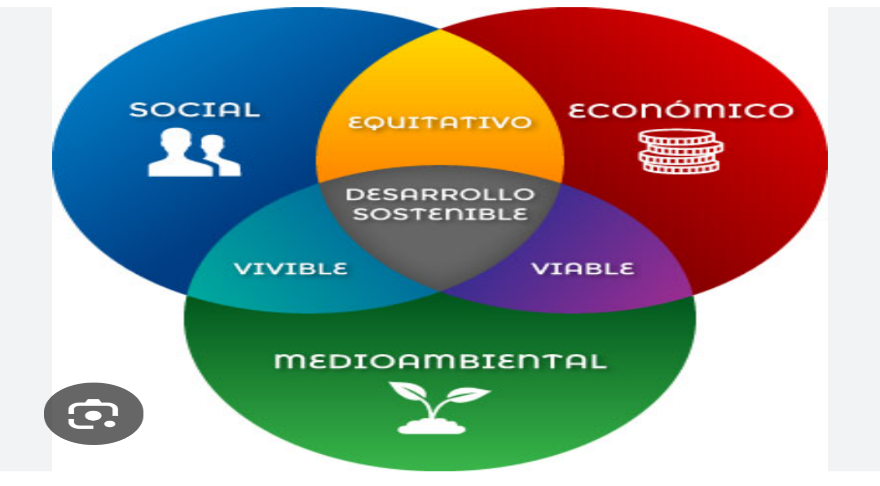 SOCIAL
EQUITATIVO
ECONÓMICO
DESARROLLO
SOSTENIBLE
VIVIBLE
VIABLE
MEDIOAMBIENTAL